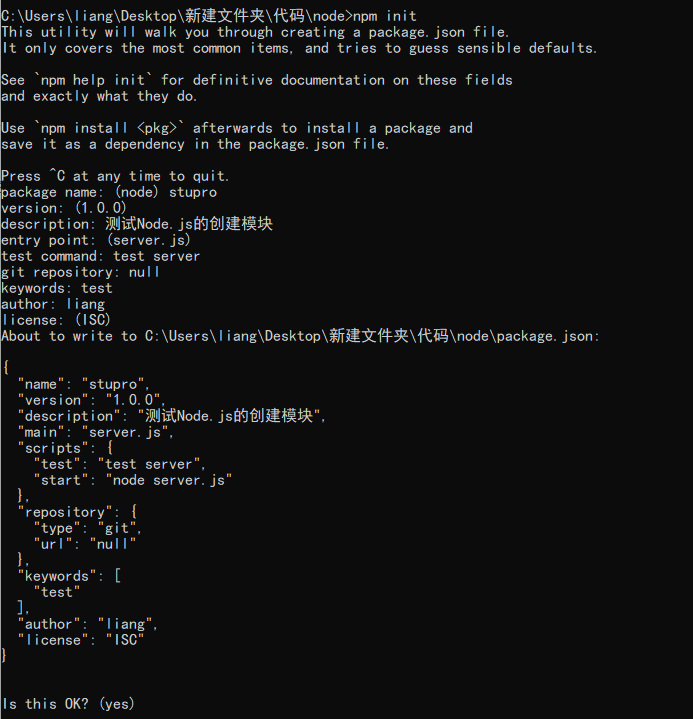 C:\Users\liang\Desktop\新建文件夹\代码\node>npm init
This utility will walk you through creating a package.json file.
It only covers the most common items, and tries to guess sensible defaults.

See `npm help init` for definitive documentation on these fields
and exactly what they do.

Use `npm install <pkg>` afterwards to install a package and
save it as a dependency in the package.json file.

Press ^C at any time to quit.
package name: (node) stupro
version: (1.0.0)
description: 测试Node.js的创建模块
entry point: (server.js)
test command: test server
git repository: null
keywords: test
author: liang
license: (ISC)
About to write to C:\Users\liang\Desktop\新建文件夹\代码\node\package.json:

{
  "name": "stupro",
  "version": "1.0.0",
  "description": "测试Node.js的创建模块",
  "main": "server.js",
  "scripts": {
    "test": "test server",
    "start": "node server.js"
  },
  "repository": {
    "type": "git",
    "url": "null"
  },
  "keywords": [
    "test"
  ],
  "author": "liang",
  "license": "ISC"
}

Is this OK? (yes)